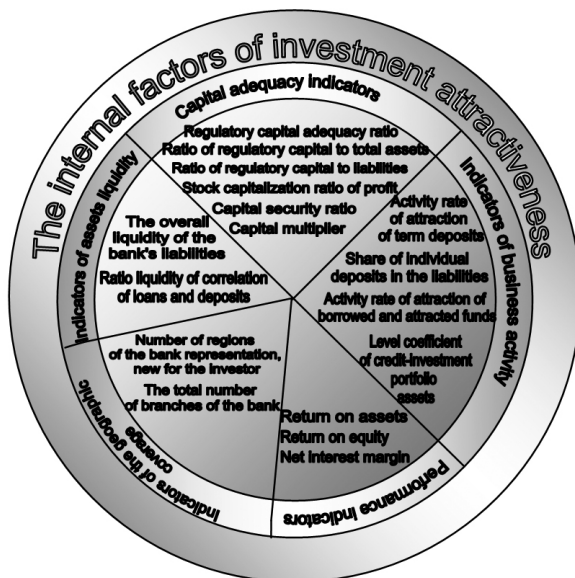 The internal factors of investment attractiveness
Capital adequacy indicators
Regulatory capital adequacy ratio
Ratio of regulatory capital to total assets
Ratio of regulatory capital to liabilities
Stock capitalization ratio of profit
Capital security ratio
Capital multiplier
Indicators of business activity
Activity rate
of attraction
of term deposits
Share of individual
deposits in the liabilities
Activity rate of attraction of
borrowed and attracted funds
Level coefficient
of credit-investment
portfolio
assets
Performance indicators
Return on assets
Return on equity
Net interest margin
Indicators of the geographic
coverage
Number of regions
of the bank representation,
new for the investor
The total number
of branches of the bank
Indicators of assets liquidity
The overall
liquidity of the
bank's liabilities
Ratio liquidity of correlation
of loans and deposits